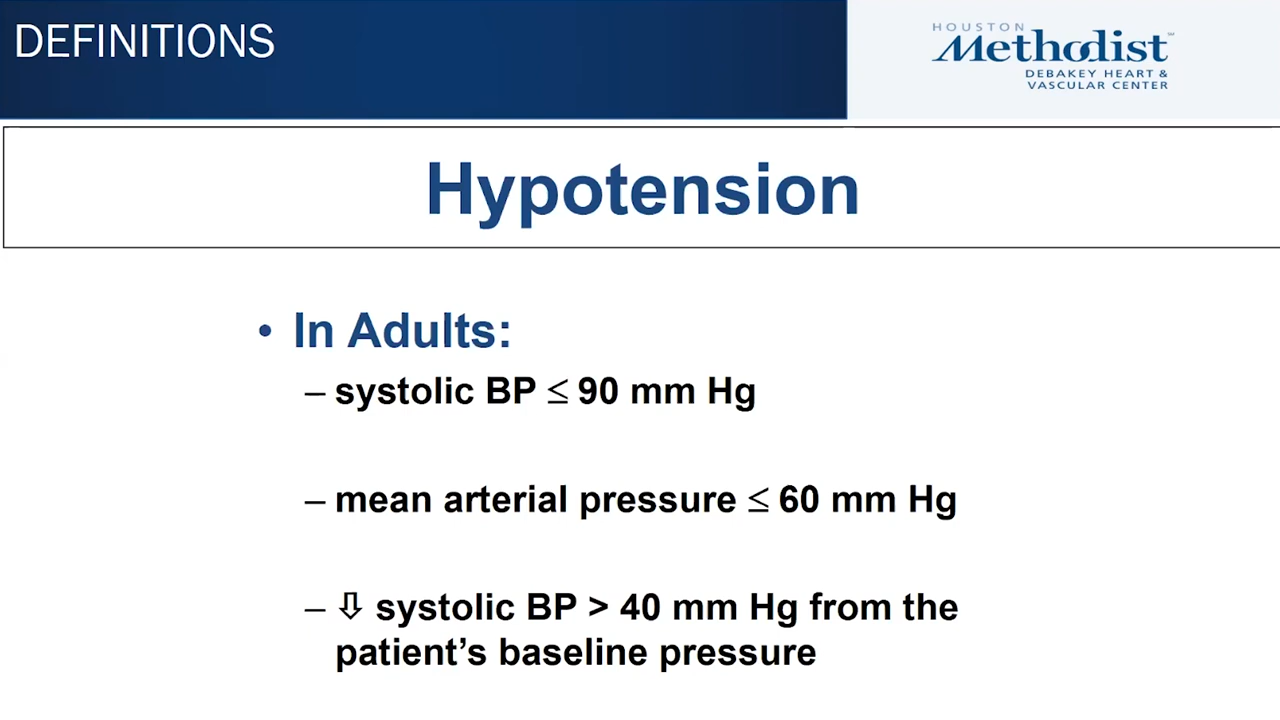 DEFINITIONS
HOUSTON
Methodist
DEBAKEY HEART &
VASCULAR CENTER
Hypotension
• In Adults:
– systolic BP ≤ 90 mm Hg
– mean arterial pressure ≤ 60 mm Hg
– ⇩ systolic BP > 40 mm Hg from the
patient’s baseline pressure